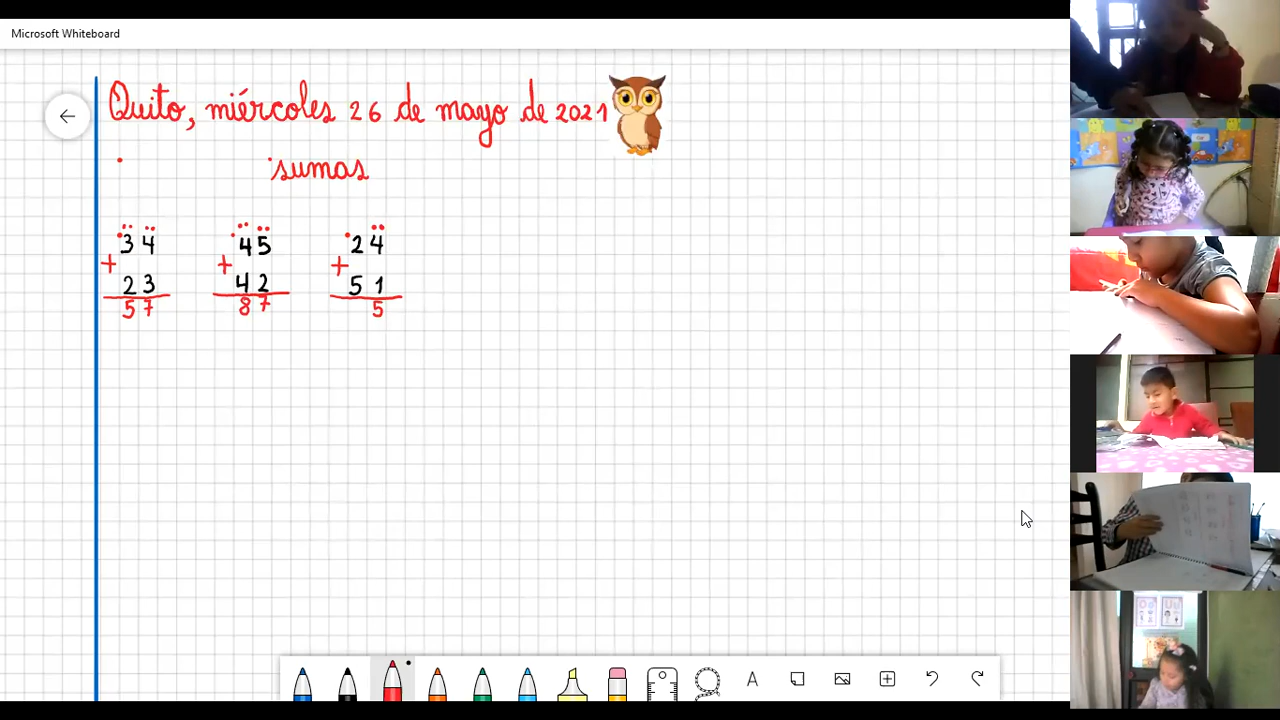 Microsoft Whiteboard
Quito, miércoles 26 de mayo de 2021
sumas
34 45 24
+ + +
23 42 51
57 87 5
A